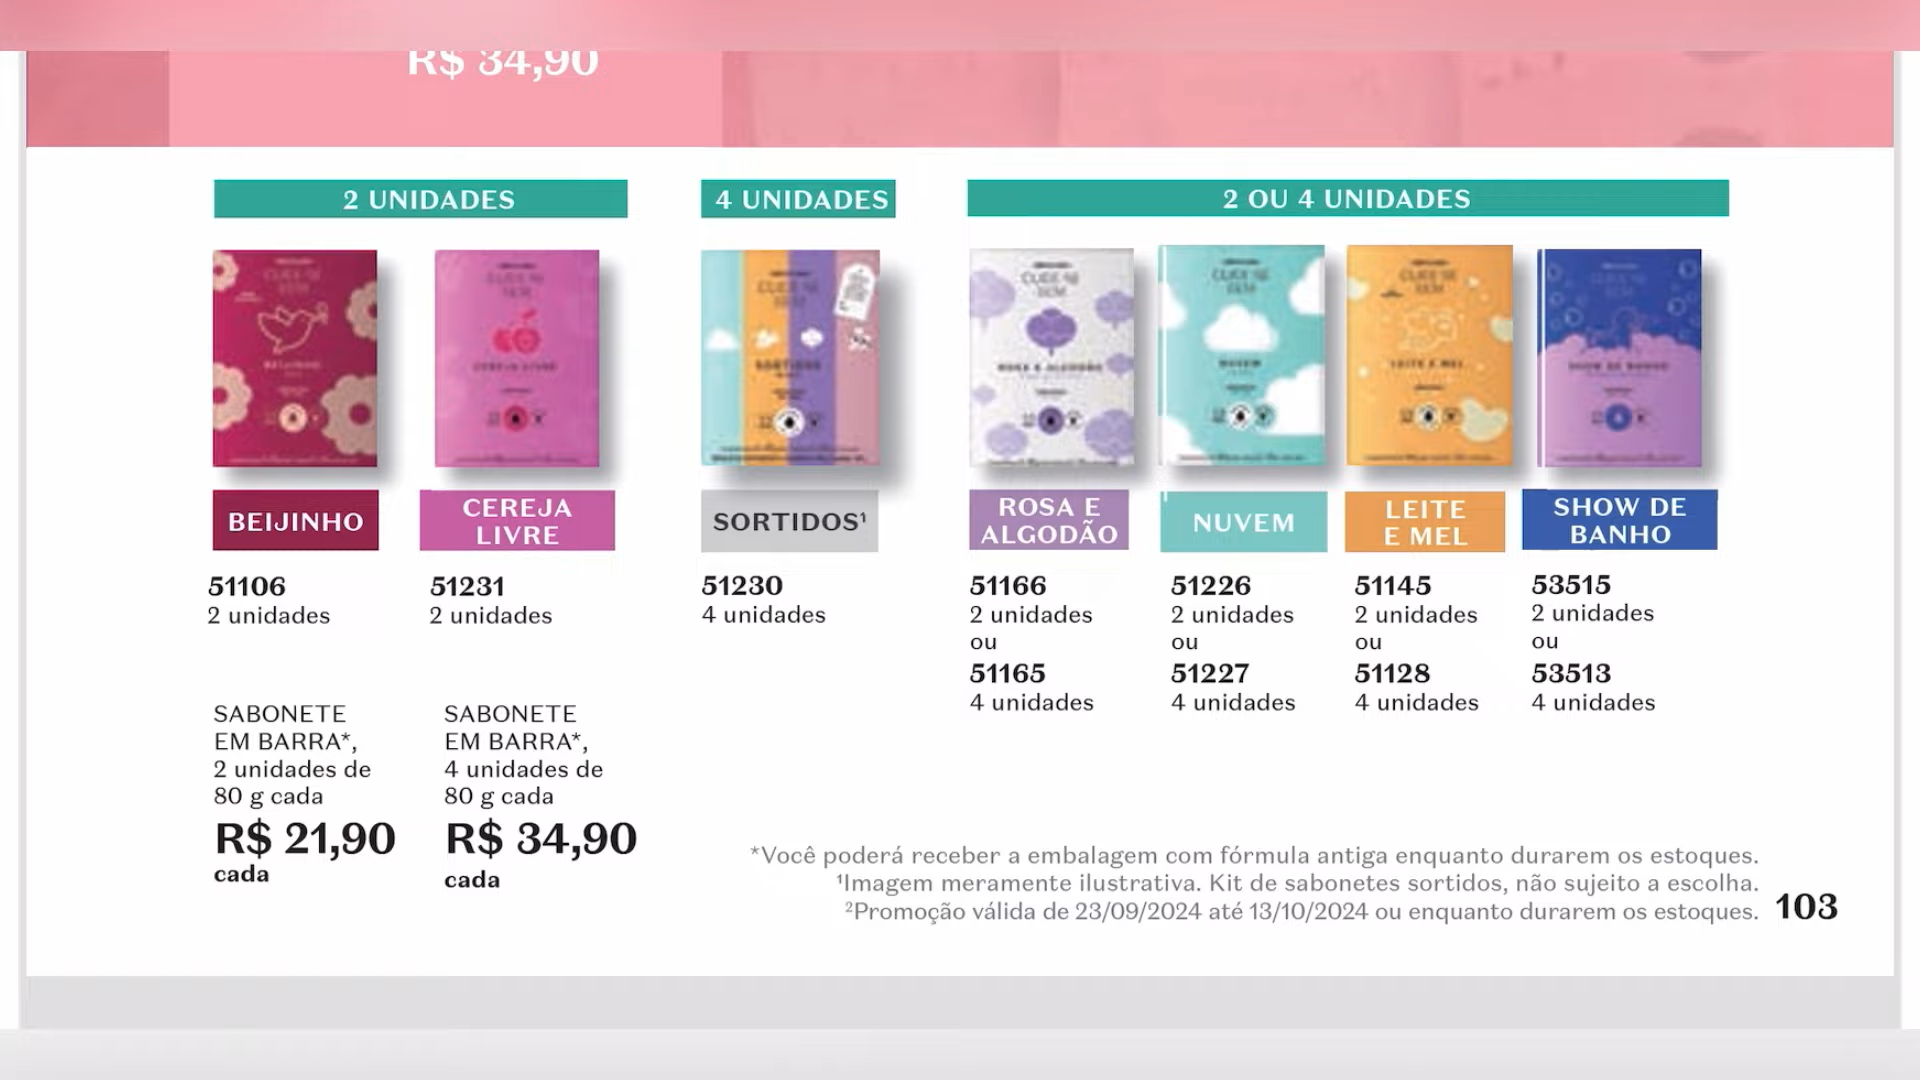 R$ 34,90
2 UNIDADES
4 UNIDADES
2 OU 4 UNIDADES
BEIJINHO
CEREJA
LIVRE
SORTIDOS¹
ROSA E
ALGODÃO
NUVEM
LEITE
E MEL
SHOW DE
BANHO
51106
2 unidades
51231
2 unidades
51230
4 unidades
51166
2 unidades
ou
51165
4 unidades
51226
2 unidades
ou
51227
4 unidades
51145
2 unidades
ou
51128
4 unidades
53515
2 unidades
ou
53513
4 unidades
SABONETE
EM BARRA*,
2 unidades de
80 g cada
R$ 21,90
cada
SABONETE
EM BARRA*,
4 unidades de
80 g cada
R$ 34,90
cada
*Você poderá receber a embalagem com fórmula antiga enquanto durarem os estoques.
¹Imagem meramente ilustrativa. Kit de sabonetes sortidos, não sujeito a escolha.
²Promoção válida de 23/09/2024 até 13/10/2024 ou enquanto durarem os estoques.
103